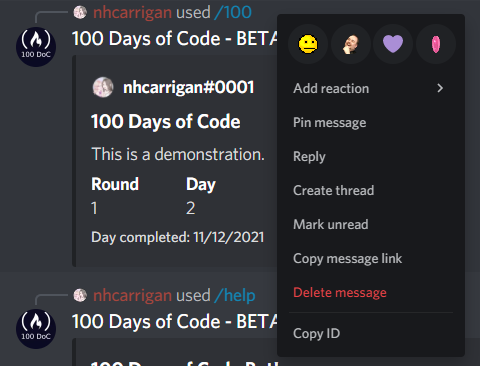 nhcarrigan used /100
100 DoC
100 Days of Code - BETA
nhcarrigan#0001
100 Days of Code
This is a demonstration.
Round Day
1 2
Day completed: 11/12/2021
nhcarrigan used /help
100 DoC
100 Days of Code - BETA
Add reaction
Pin message
Reply
Create thread
Mark unread
Copy message link
Delete message
Copy ID